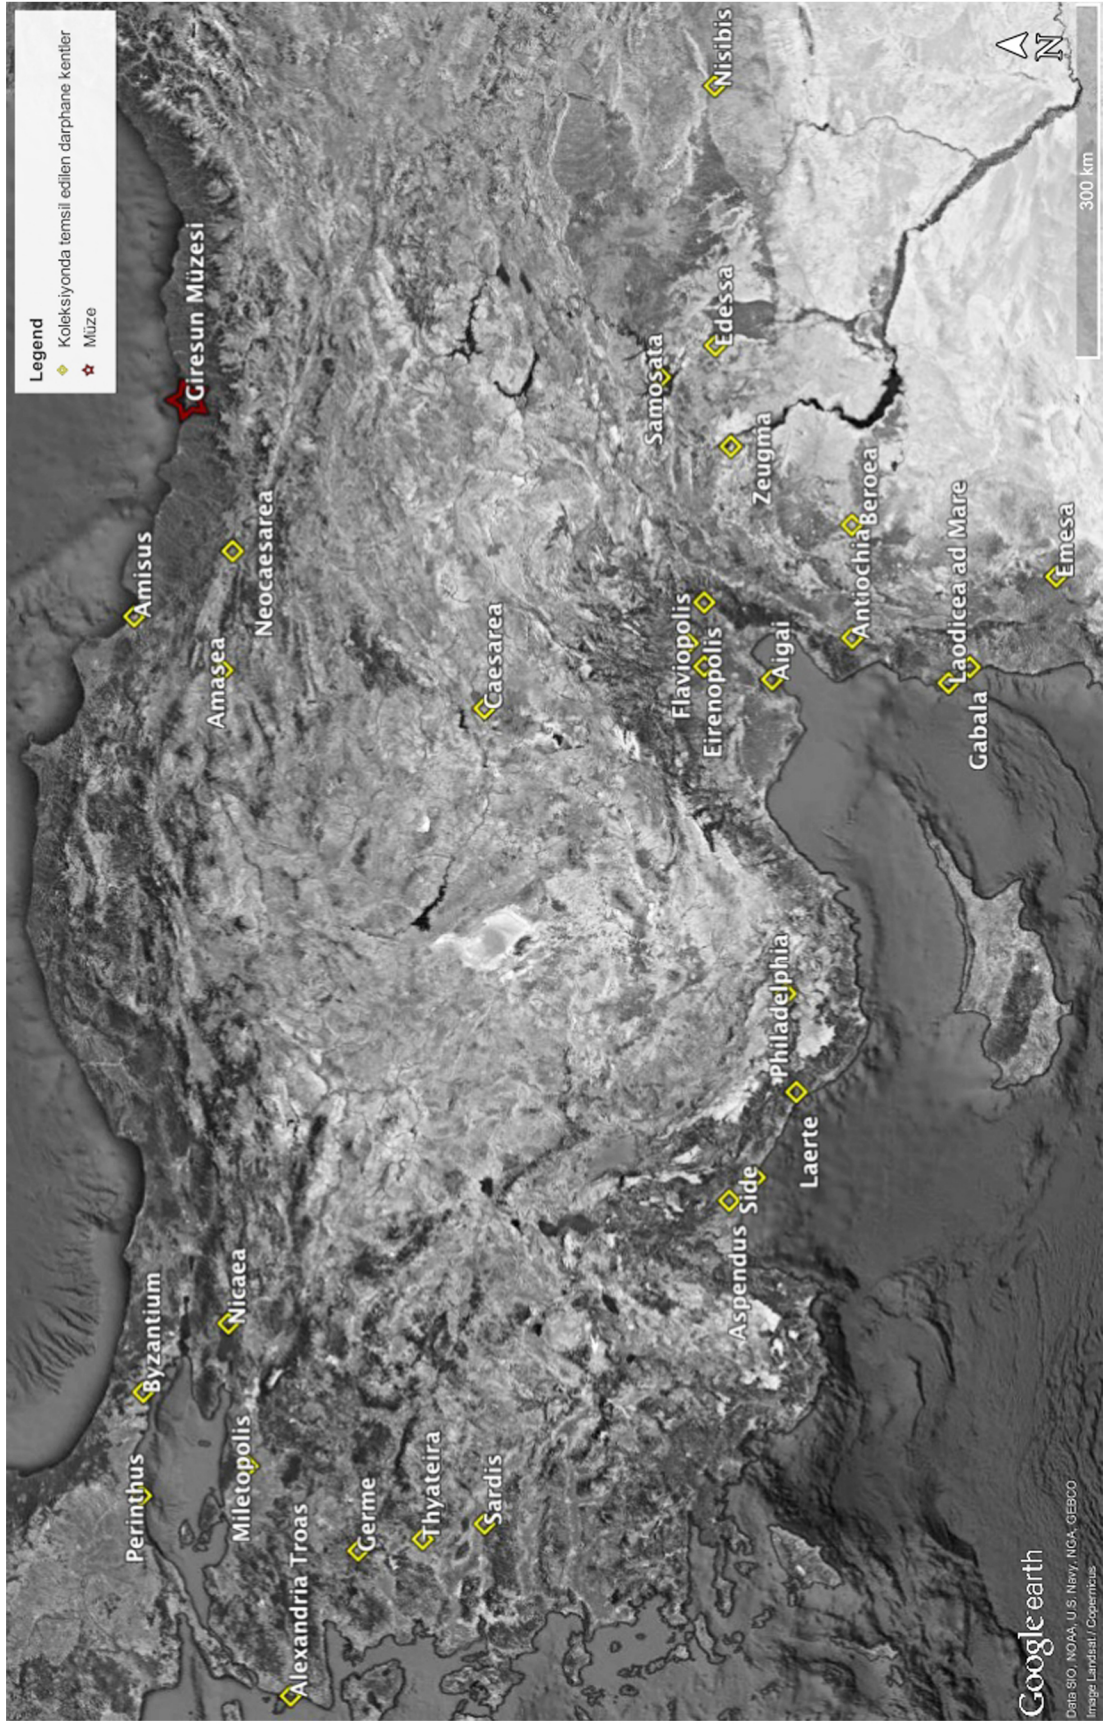 Legend
Koleksiyonda temsil edilen darphane kentler
Müze
Perinthus
Byzantium
Amisus
Giresun Müzesi
Miletopolis
Nicaea
Amasea
Neocaesarea
Alexandria Troas
Germe
Thyateira
Sardis
Caesarea
Samosata
Nisibis
Edessa
Flaviopolis
Eirenopolis
Zeugma
Aspendus
Side
Laerte
Philadelphia
Aigai
Antiochia
Beroea
Laodicea ad Mare
Gabala
Emesa
Google earth
Data SIO, NOAA, U.S. Navy, NGA, GEBCO
Image Landsat / Copernicus
300 km
N